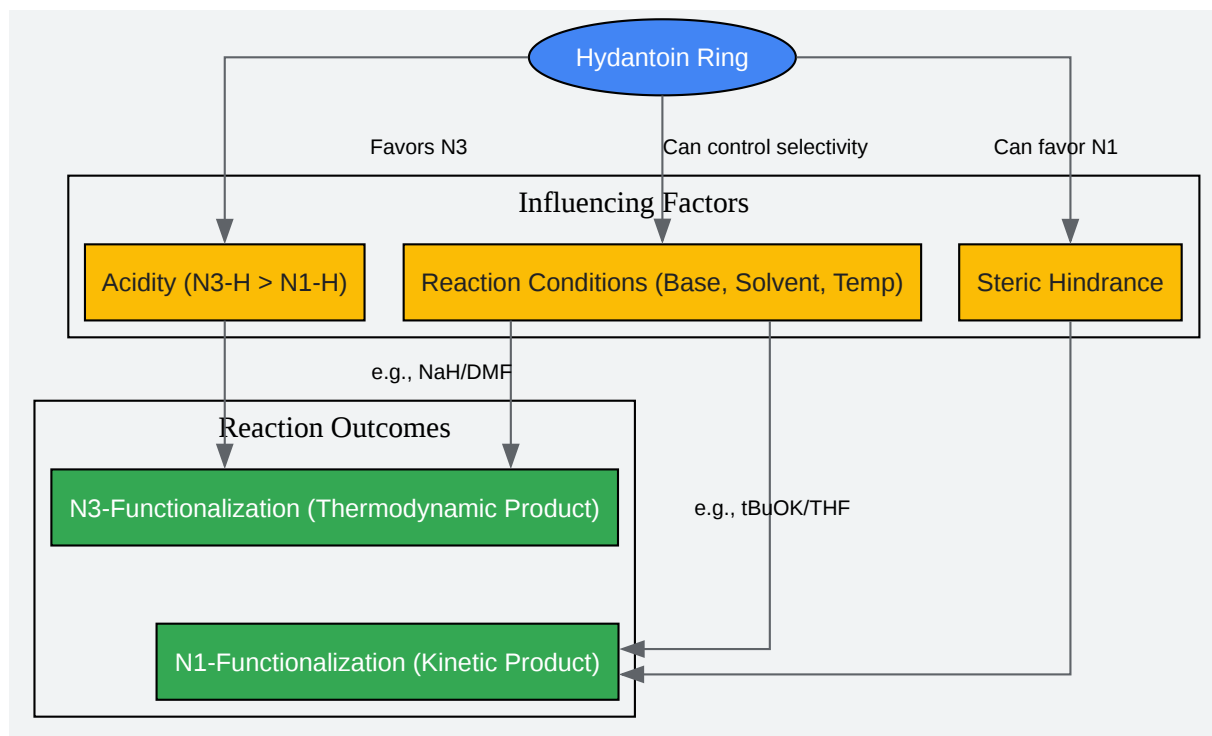 Hydantoin Ring
Favors N3
Can control selectivity
Can favor N1
Influencing Factors
Acidity (N3-H > N1-H)
Reaction Conditions (Base, Solvent, Temp)
Steric Hindrance
e.g., NaH/DMF
Reaction Outcomes
N3-Functionalization (Thermodynamic Product)
e.g., tBuOK/THF
N1-Functionalization (Kinetic Product)